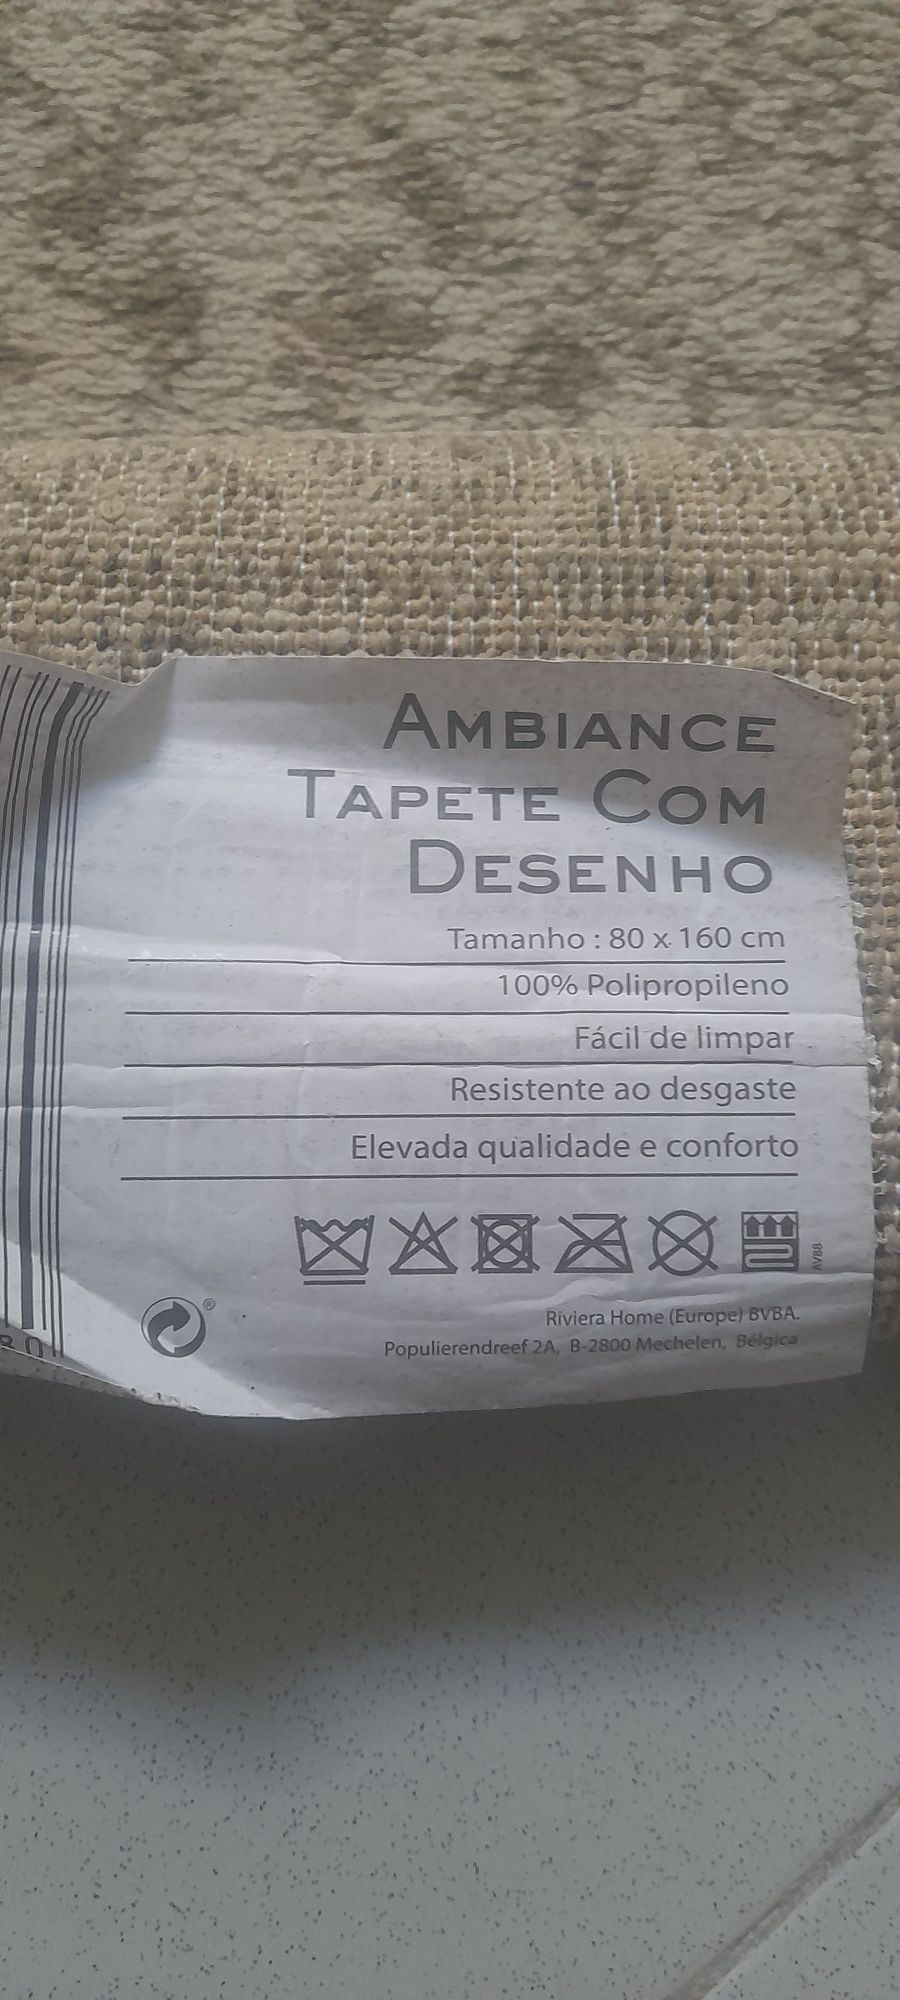 AMBIANCE
TAPETE COM
DESENHO
Tamanho : 80 x 160 cm
100% Polipropileno
Fácil de limpar
Resistente ao desgaste
Elevada qualidade e conforto
AV88
®
Riviera Home (Europe) BVBA.
Populierendreef 2A, B-2800 Mechelen, Bélgica